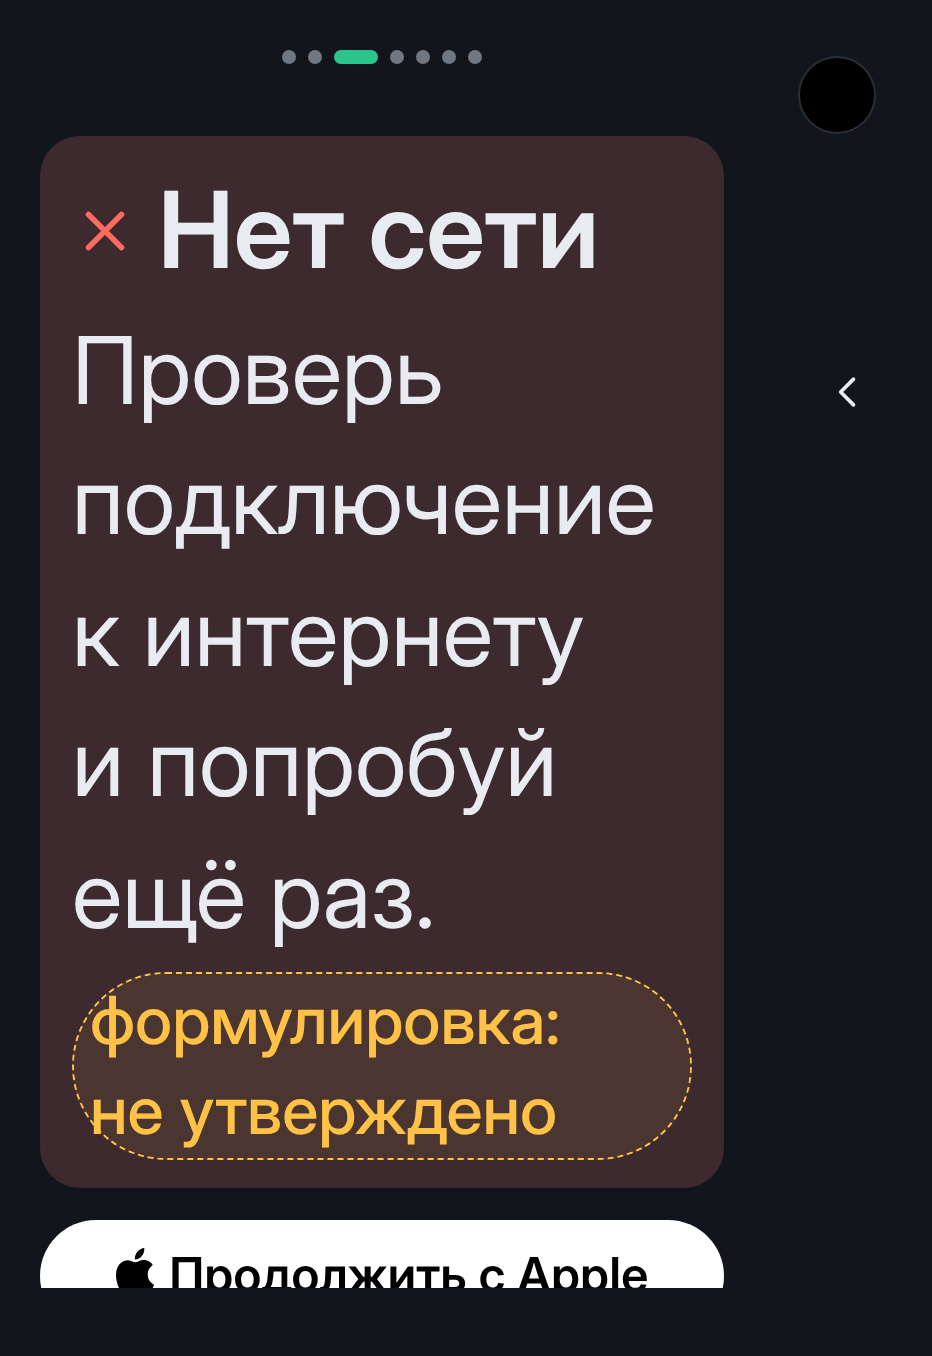 Нет сети
Проверь
подключение
к интернету
и попробуй
ещё раз.
формулировка:
не утверждено
Продолжить с Apple